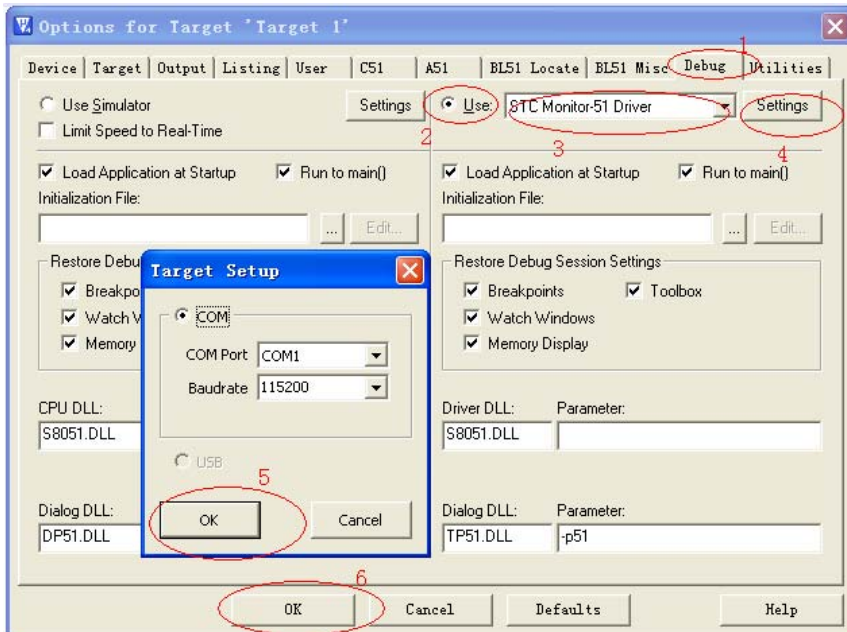 Options for Target 'Target 1'
1
Device Target Output Listing User C51 A51 BL51 Locate BL51 Misc Debug Utilities
Use Simulator Settings
Use: STC Monitor-51 Driver Settings
Limit Speed to Real-Time
2
3
4
Load Application at Startup Run to main()
Initialization File:
... Edit...
Load Application at Startup Run to main()
Initialization File:
... Edit...
Restore Debu
Breakpo
Watch W
Memory
Restore Debug Session Settings
Breakpoints Toolbox
Watch Windows
Memory Display
Target Setup
COM
COM Port COM1
Baudrate 115200
USB
5
OK Cancel
CPU DLL:
S8051.DLL
Driver DLL: Parameter:
S8051.DLL
Dialog DLL:
DP51.DLL
Dialog DLL: Parameter:
TP51.DLL -p51
6
OK Cancel Defaults Help